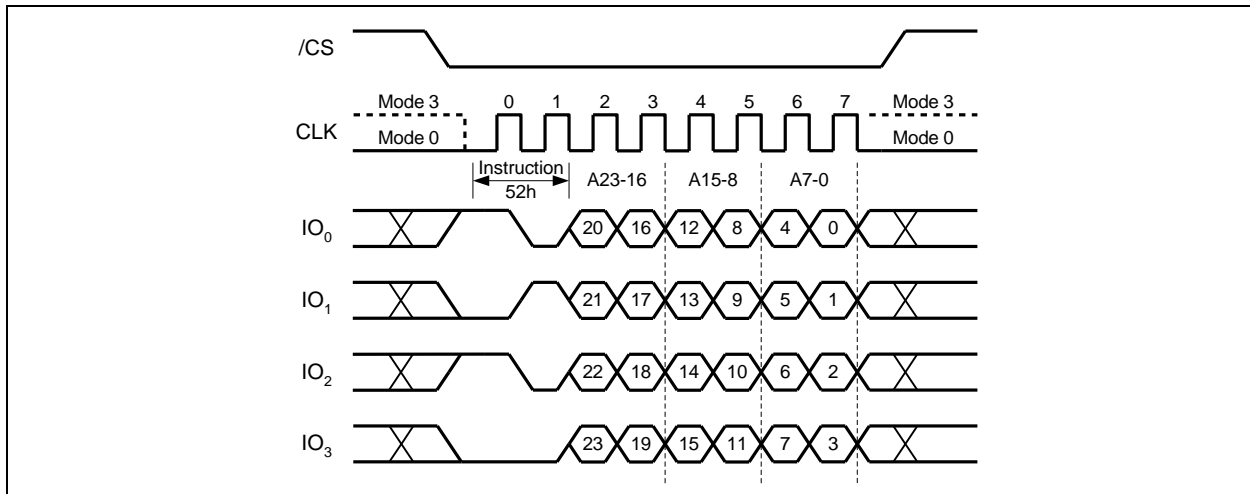 /CS
Mode 3 0 1 2 3 4 5 6 7 Mode 3
CLK
Mode 0 Mode 0
Instruction A23-16 A15-8 A7-0
52h
IO0 20 16 12 8 4 0
IO1 21 17 13 9 5 1
IO2 22 18 14 10 6 2
IO3 23 19 15 11 7 3